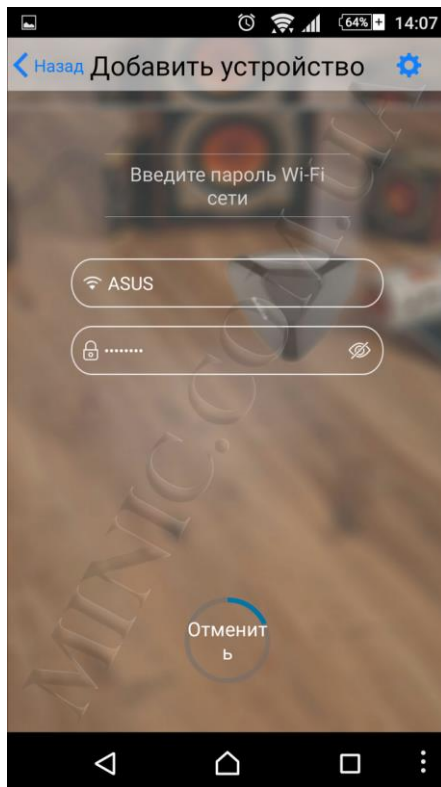 64% 14:07
Назад Добавить устройство
Введите пароль Wi-Fi
сети
ASUS
········
Отменит
ь
MINIC.COM.UA